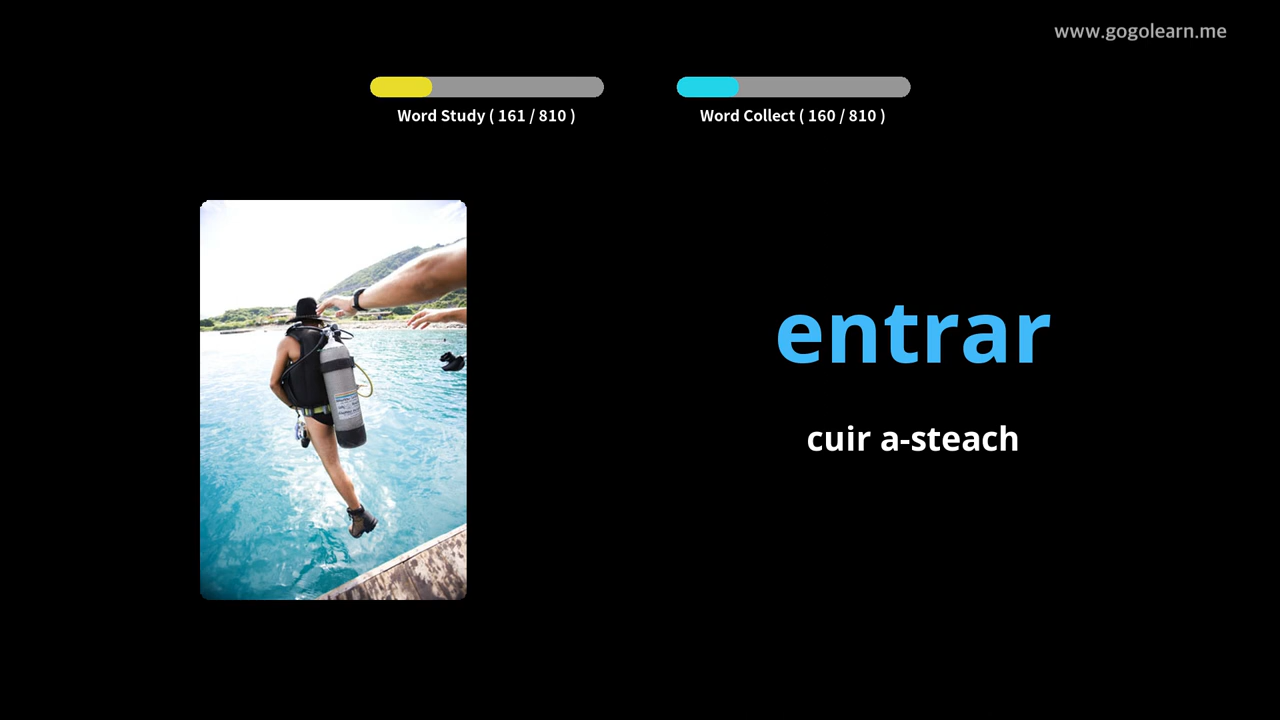 www.gogolearn.me
Word Study ( 161 / 810 )
Word Collect ( 160 / 810 )
entrar
cuir a-steach